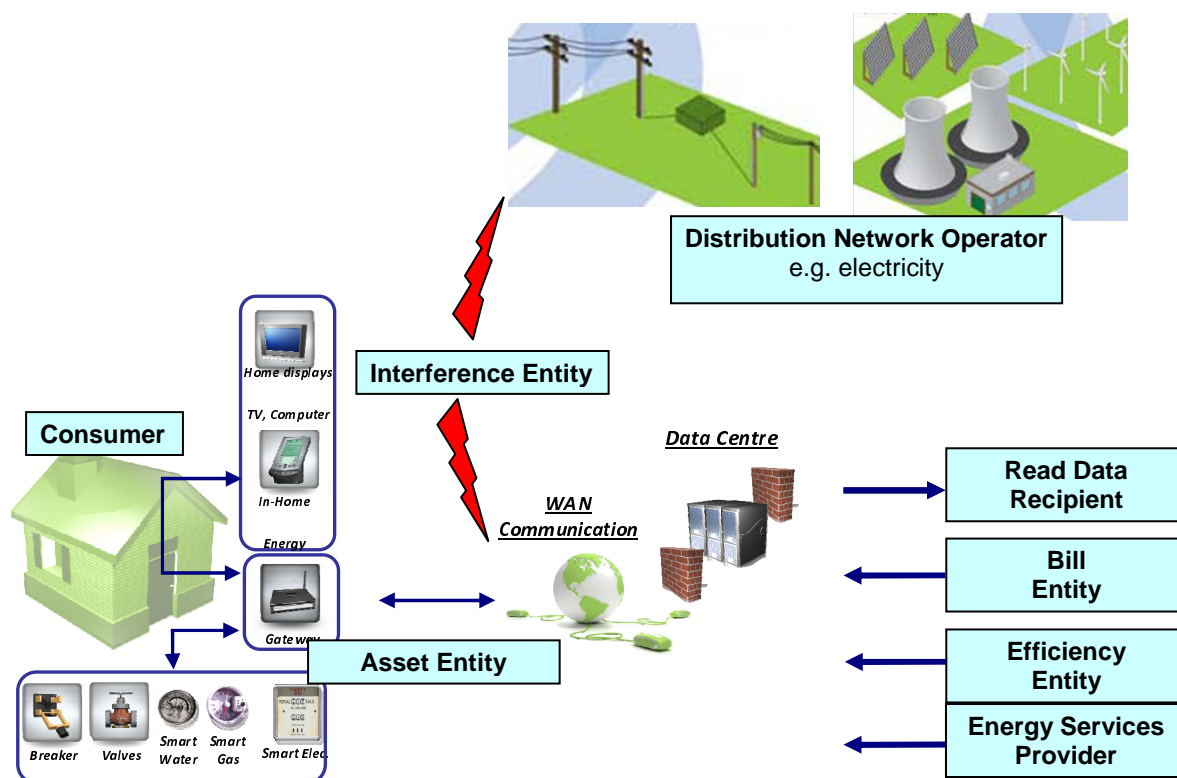 Distribution Network Operator
e.g. electricity
Interference Entity
Home displays
TV, Computer
In-Home
Energy
Consumer
Data Centre
WAN
Communication
Read Data
Recipient
Bill
Entity
Gateway
Asset Entity
Efficiency
Entity
Energy Services
Provider
Breaker
Valves
Smart
Water
Smart
Gas
Smart Elec.